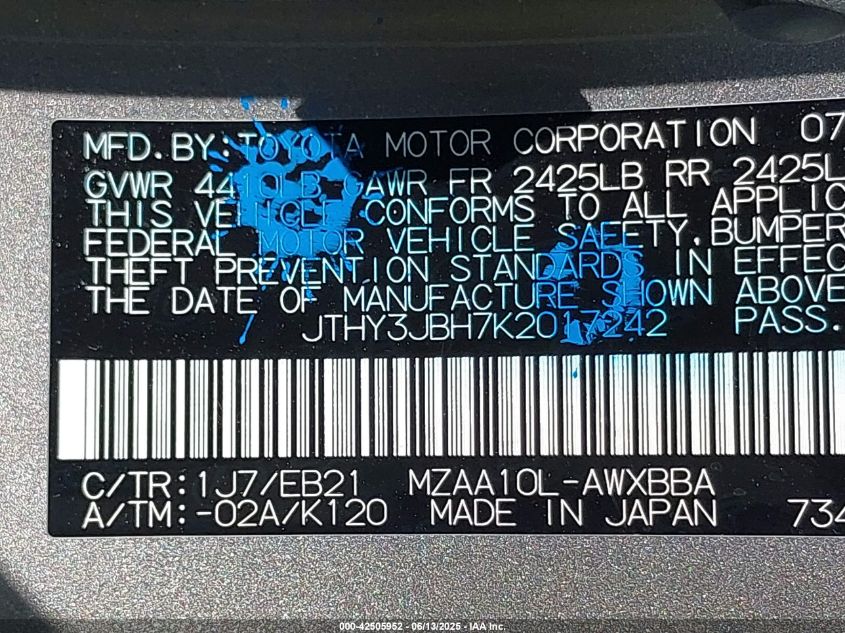 MFD.BY:TOYOTA MOTOR CORPORATION 07
GVWR 4410LB GAWR FR 2425LB RR 2425L
THIS VEHICLE CONFORMS TO ALL APPLIC
FEDERAL MOTOR VEHICLE SAFETY,BUMPER
THEFT PREVENTION STANDARDS IN EFFEC
THE DATE OF MANUFACTURE SHOWN ABOVE
JTHY3JBH7K2017242 PASS.
C/TR:1J7/EB21 MZAA10L-AWXBBA
A/TM:-02A/K120 MADE IN JAPAN 734
000-42505952 - 06/13/2025 - IAA Inc.